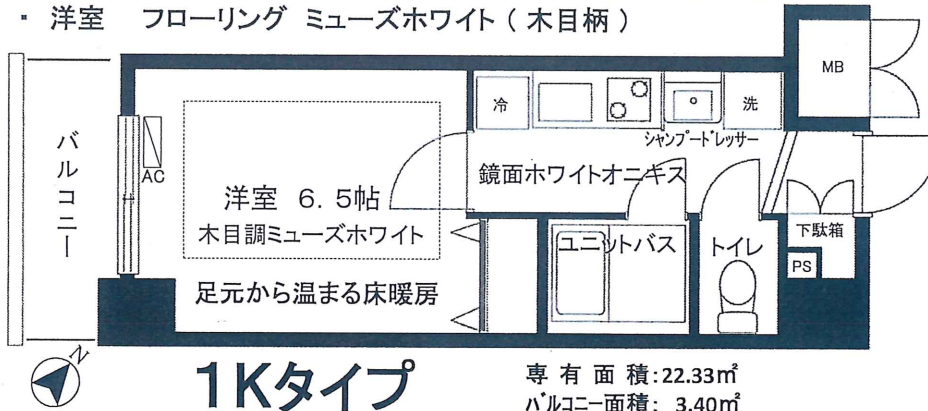 ▪ 洋室 フローリング ミューズホワイト ( 木目柄 )
MB
冷
洗
シャンプードレッサー
バルコニー
AC
鏡面ホワイトオニキス
洋室 6.5帖
木目調ミューズホワイト
ユニットバス
トイレ
下駄箱
PS
足元から温まる床暖房
N
1Kタイプ
専有面積:22.33㎡
バルコニー面積: 3.40㎡